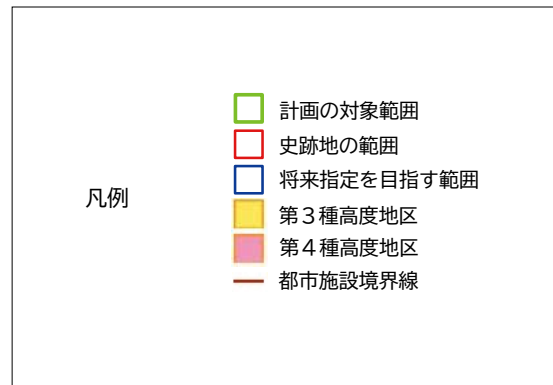 凡例
計画の対象範囲
史跡地の範囲
将来指定を目指す範囲
第３種高度地区
第４種高度地区
都市施設境界線